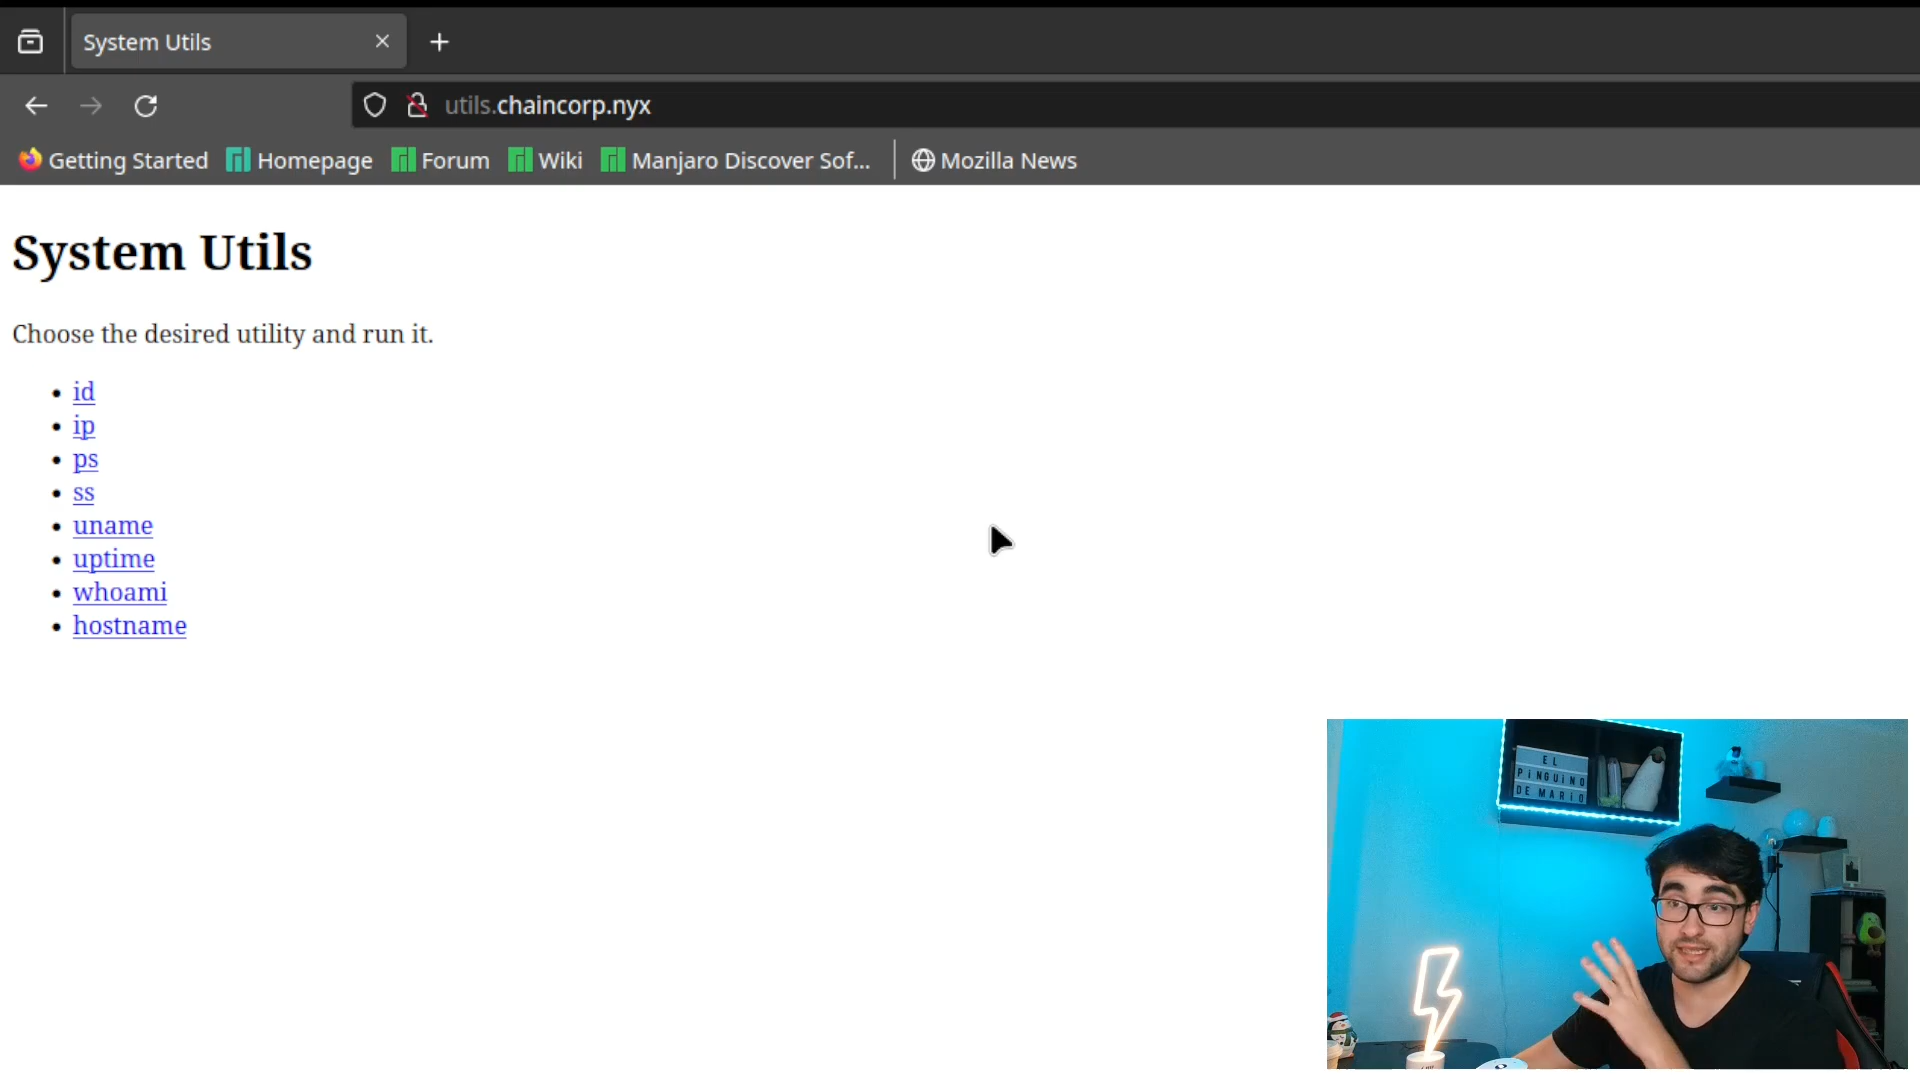 System Utils
utils.chaincorp.nyx
Getting Started
Homepage
Forum
Wiki
Manjaro Discover Sof...
Mozilla News
System Utils
Choose the desired utility and run it.
id
ip
ps
ss
uname
uptime
whoami
hostname
EL
PiNGUiNO
DE MARiO